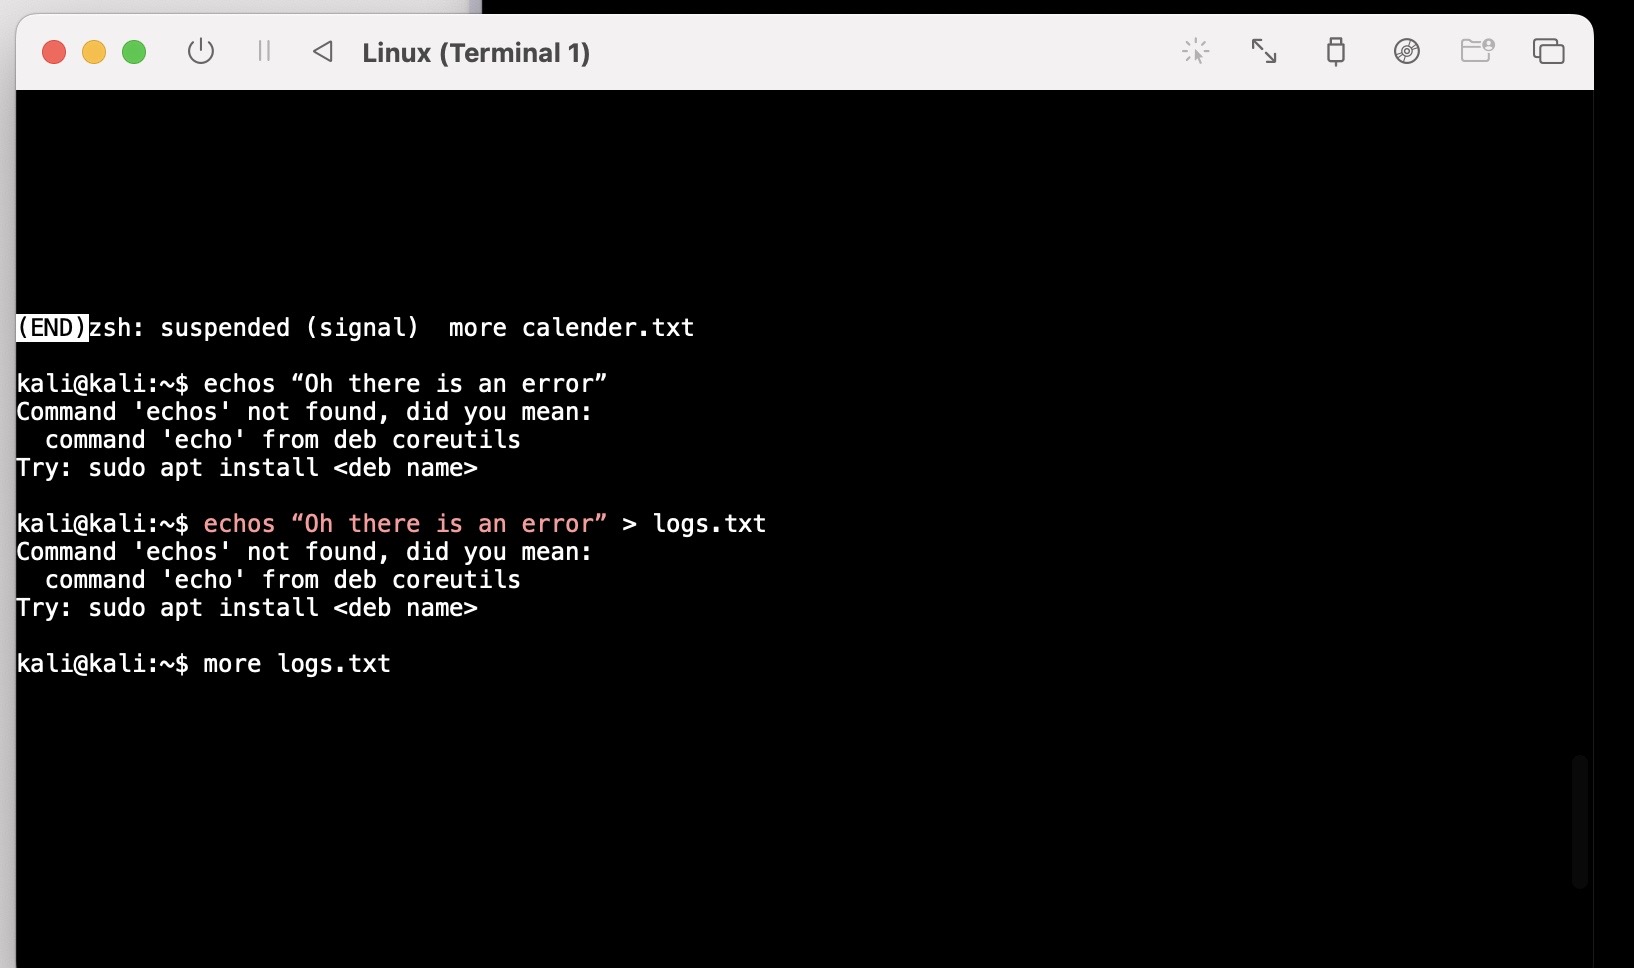 Linux (Terminal 1)
(END)zsh: suspended (signal)  more calender.txt
kali@kali:~$ echos “Oh there is an error”
Command 'echos' not found, did you mean:
  command 'echo' from deb coreutils
Try: sudo apt install <deb name>
kali@kali:~$ echos “Oh there is an error” > logs.txt
Command 'echos' not found, did you mean:
  command 'echo' from deb coreutils
Try: sudo apt install <deb name>
kali@kali:~$ more logs.txt